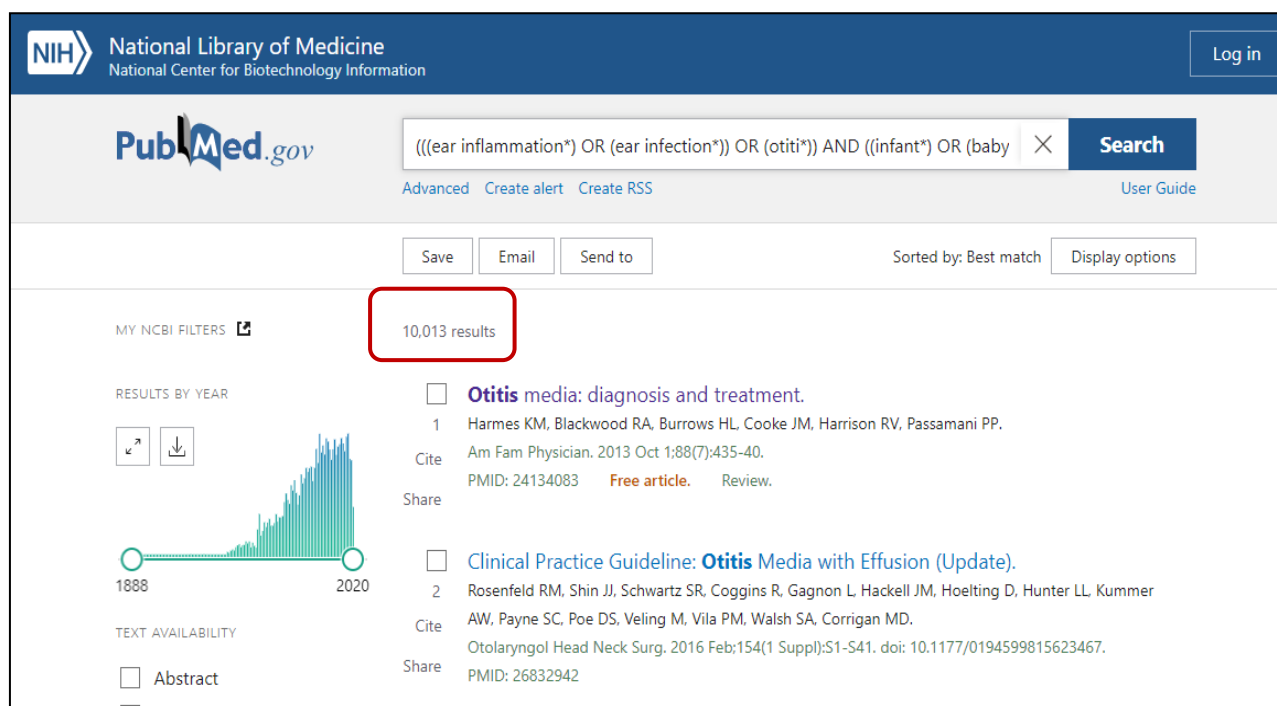 NIH
National Library of Medicine
National Center for Biotechnology Information
Log in
PubMed.gov
(((ear inflammation*) OR (ear infection*)) OR (otiti*)) AND ((infant*) OR (baby
Search
Advanced Create alert Create RSS
User Guide
Save Email Send to
Sorted by: Best match Display options
MY NCBI FILTERS
10,013 results
RESULTS BY YEAR
1888 2020
TEXT AVAILABILITY
Abstract
Otitis media: diagnosis and treatment.
1
Harmes KM, Blackwood RA, Burrows HL, Cooke JM, Harrison RV, Passamani PP.
Cite
Am Fam Physician. 2013 Oct 1;88(7):435-40.
PMID: 24134083 Free article. Review.
Share
Clinical Practice Guideline: Otitis Media with Effusion (Update).
2
Rosenfeld RM, Shin JJ, Schwartz SR, Coggins R, Gagnon L, Hackell JM, Hoelting D, Hunter LL, Kummer
Cite
AW, Payne SC, Poe DS, Veling M, Vila PM, Walsh SA, Corrigan MD.
Otolaryngol Head Neck Surg. 2016 Feb;154(1 Suppl):S1-S41. doi: 10.1177/0194599815623467.
Share
PMID: 26832942